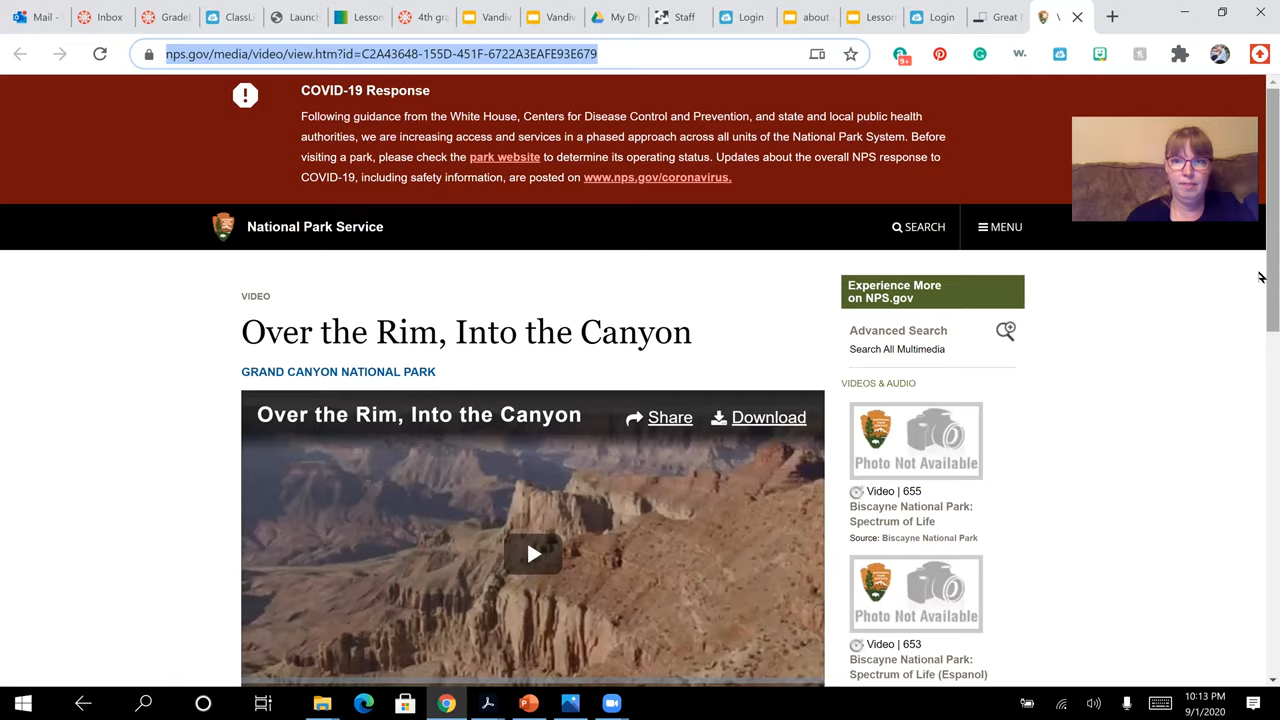 Mail -
Inbox
Grade
ClassLi
Launch
Lesson
4th gr
Vandiv
Vandiv
My Dri
Staff
Login
about
Lesson
Login
Great
V
nps.gov/media/video/view.htm?id=C2A43648-155D-451F-6722A3EAFE93E679
9+
w.
COVID-19 Response
Following guidance from the White House, Centers for Disease Control and Prevention, and state and local public health
authorities, we are increasing access and services in a phased approach across all units of the National Park System. Before
visiting a park, please check the park website to determine its operating status. Updates about the overall NPS response to
COVID-19, including safety information, are posted on www.nps.gov/coronavirus.
National Park Service
SEARCH
MENU
VIDEO
Over the Rim, Into the Canyon
GRAND CANYON NATIONAL PARK
Over the Rim, Into the Canyon
Share
Download
Experience More
on NPS.gov
Advanced Search
Search All Multimedia
VIDEOS & AUDIO
Photo Not Available
Video | 655
Biscayne National Park:
Spectrum of Life
Source: Biscayne National Park
Photo Not Available
Video | 653
Biscayne National Park:
Spectrum of Life (Espanol)
10:13 PM
9/1/2020